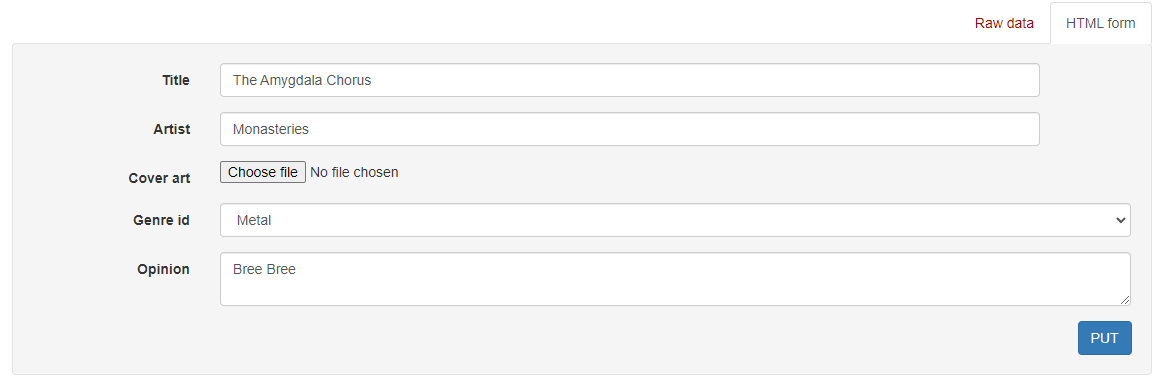 Raw data HTML form
Title The Amygdala Chorus
Artist Monasteries
Cover art Choose file No file chosen
Genre id Metal
Opinion Bree Bree
PUT